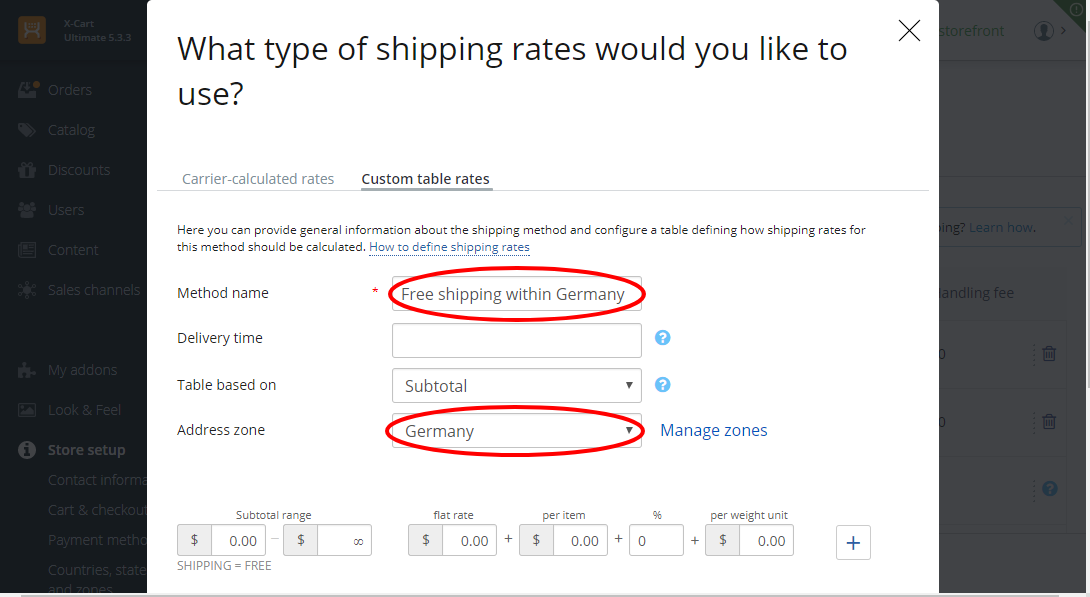 X-Cart
Ultimate 5.3.3
Orders
Catalog
Discounts
Users
Content
Sales channels
My addons
Look & Feel
Store setup
Contact informa
Cart & checkou
Payment metho
Countries, state
and zones
What type of shipping rates would you like to
use?
Carrier-calculated rates Custom table rates
Here you can provide general information about the shipping method and configure a table defining how shipping rates for
this method should be calculated. How to define shipping rates
Method name * Free shipping within Germany
Delivery time ?
Table based on Subtotal ▼ ?
Address zone Germany ▼ Manage zones
Subtotal range flat rate per item % per weight unit
$ 0.00 – $ ∞ $ 0.00 + $ 0.00 + 0 + $ 0.00 +
SHIPPING = FREE
storefront
ing? Learn how.
andling fee
0
0
?